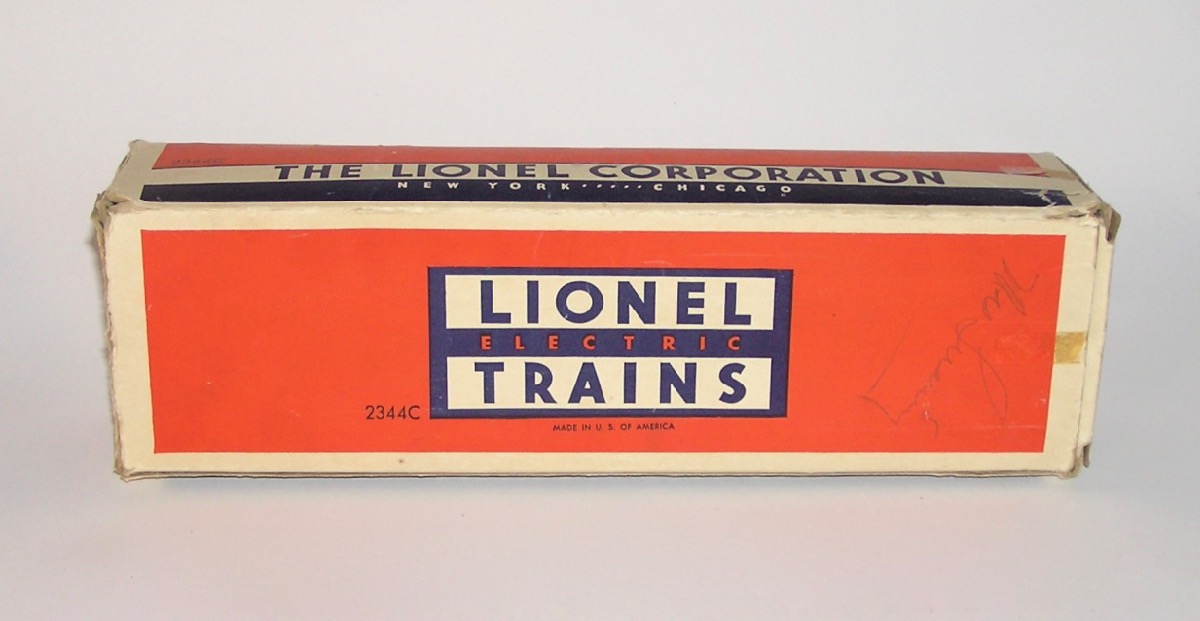 2344C
THE LIONEL CORPORATION
NEW YORK·····CHICAGO
LIONEL
ELECTRIC
TRAINS
2344C
MADE IN U. S. OF AMERICA